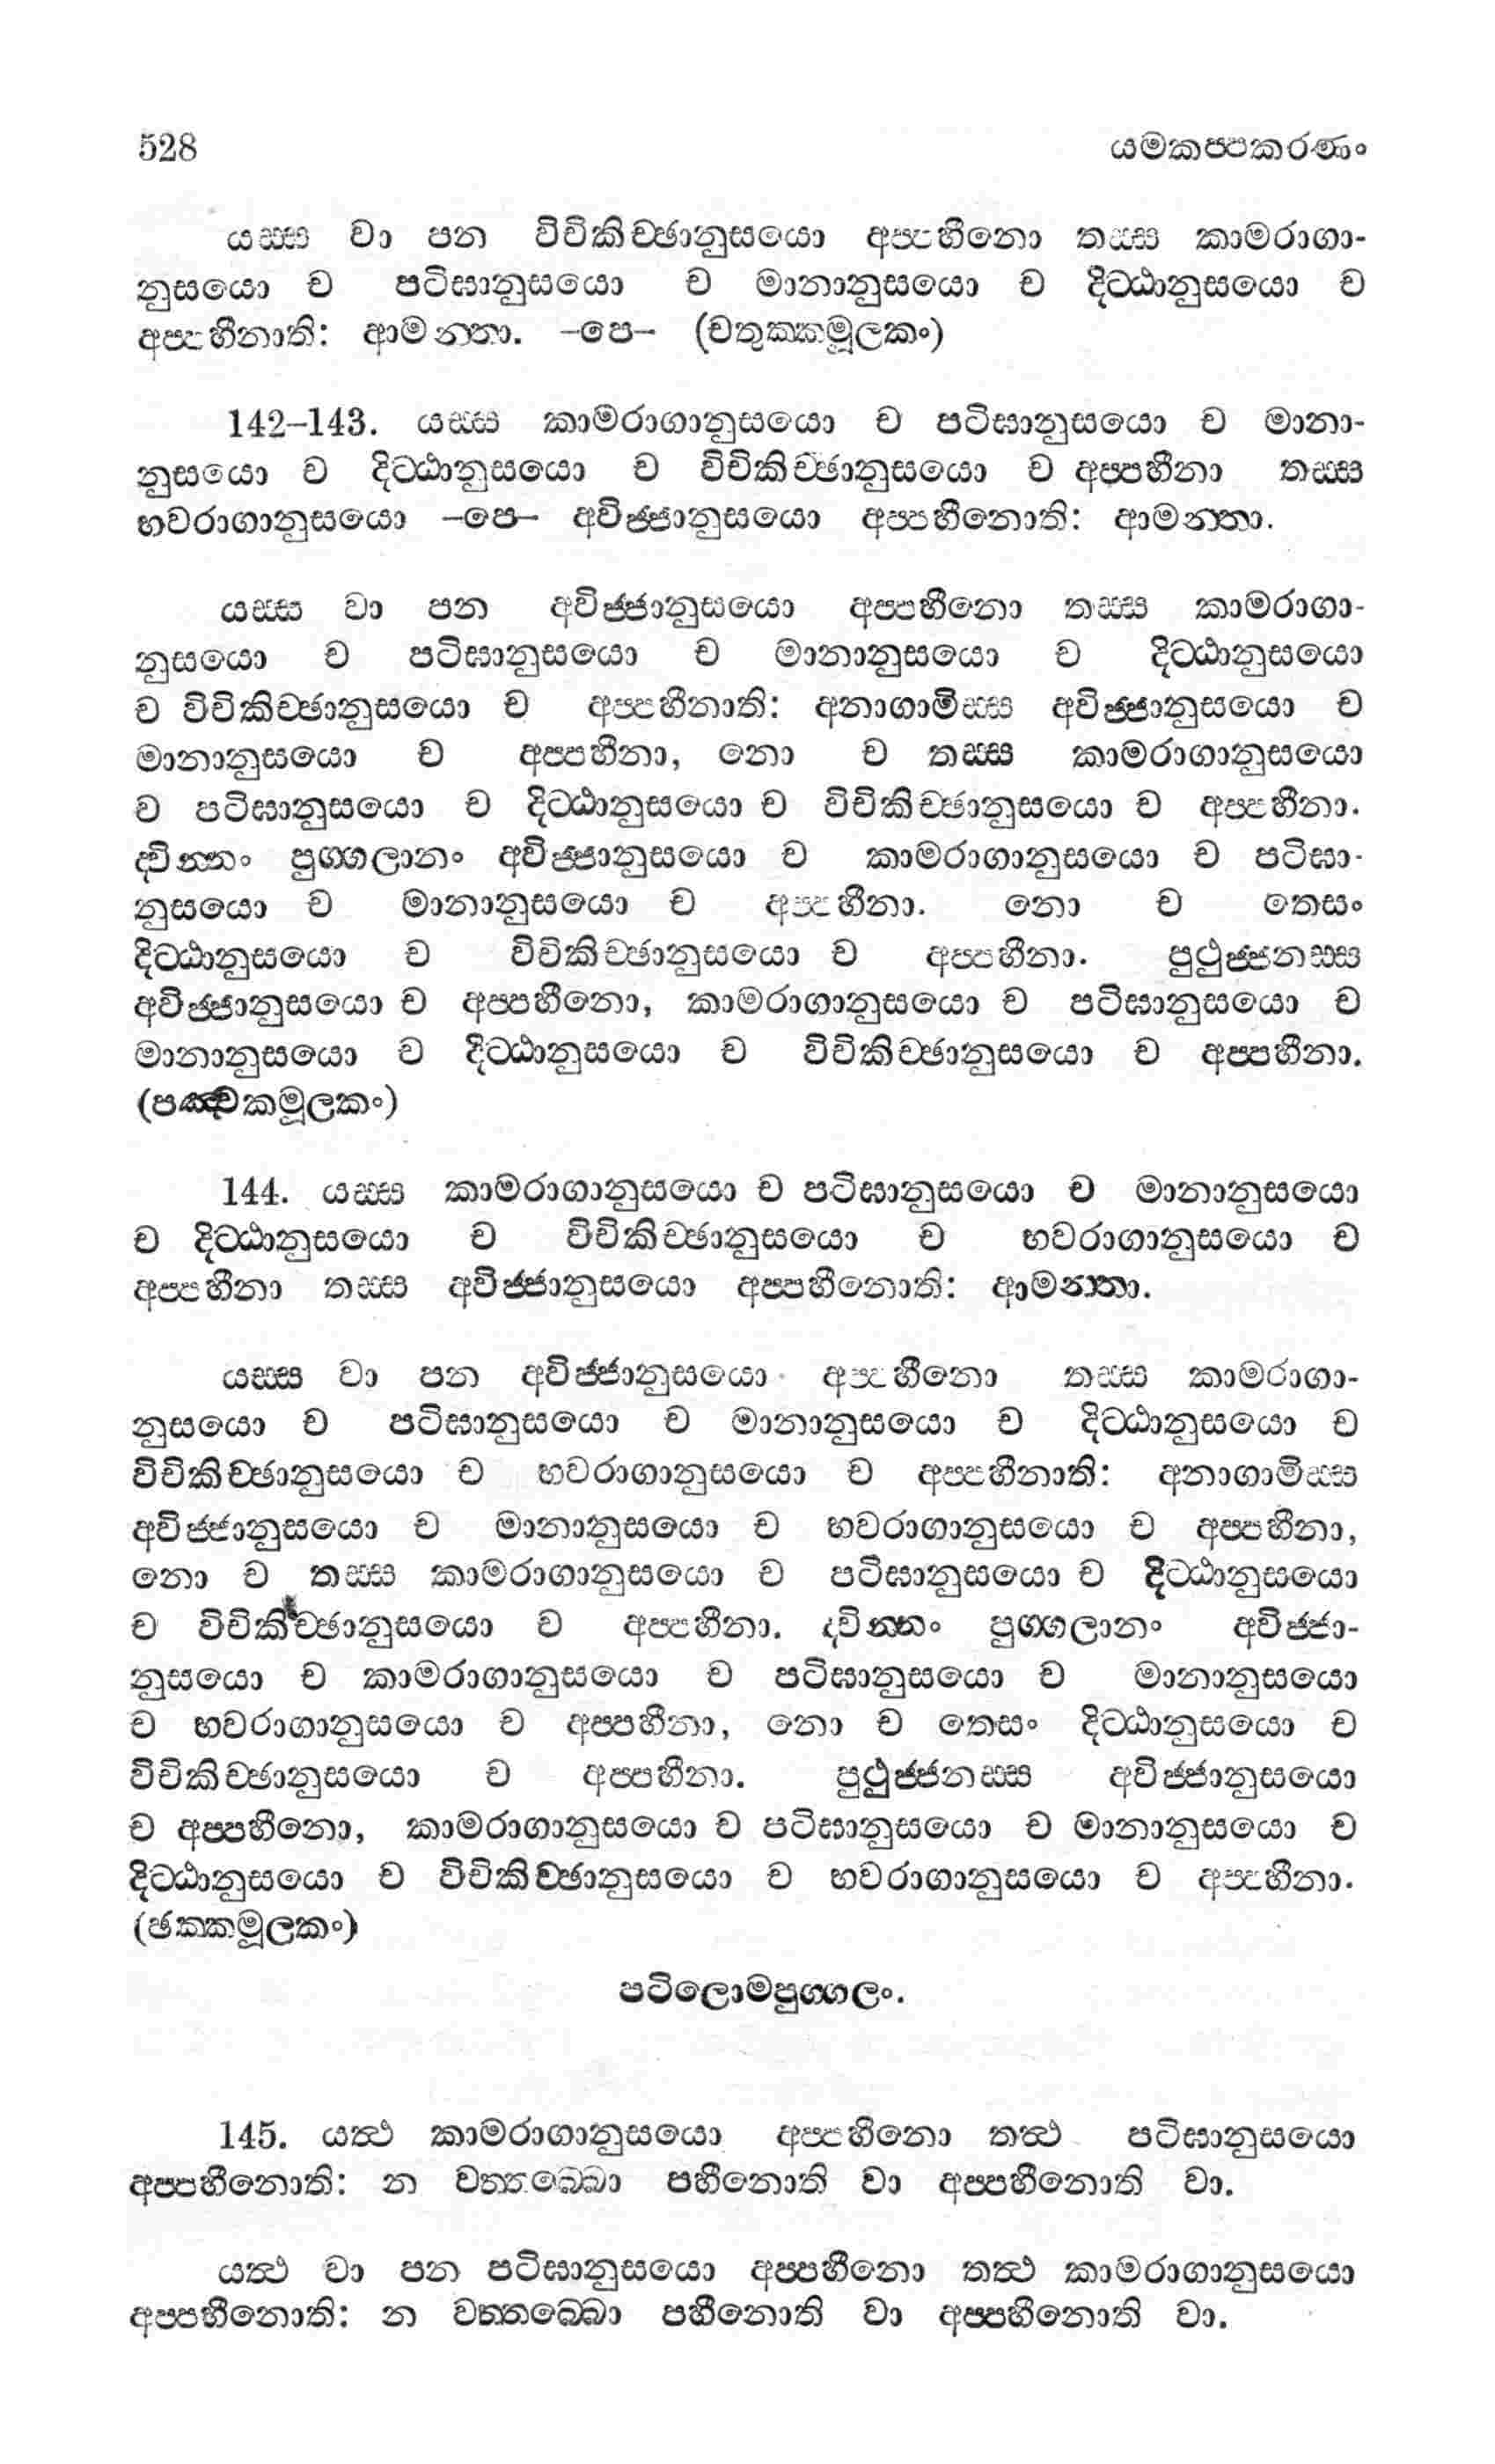 528 යමකප්පකරණං
යස්ස වා පන විචිකිච්ඡානුසයො අප්පහීනො තස්ස කාමරාගා-
නුසයො ච පටිඝානුසයො ච මානානුසයො ච දිට්ඨානුසයො ච
අප්පහීනාති: ආමන්තා. –පෙ– (චතුක්කමූලකං)
142–143. යස්ස කාමරාගානුසයො ච පටිඝානුසයො ච මානා-
නුසයො ච දිට්ඨානුසයො ච විචිකිච්ඡානුසයො ච අප්පහීනා තස්ස
භවරාගානුසයො –පෙ– අවිජ්ජානුසයො අප්පහීනොති: ආමන්තා.
යස්ස වා පන අවිජ්ජානුසයො අප්පහීනො තස්ස කාමරාගා-
නුසයො ච පටිඝානුසයො ච මානානුසයො ච දිට්ඨානුසයො
ච විචිකිච්ඡානුසයො ච අප්පහීනාති: අනාගාමිස්ස අවිජ්ජානුසයො ච
මානානුසයො ච අප්පහීනා, නො ච තස්ස කාමරාගානුසයො
ච පටිඝානුසයො ච දිට්ඨානුසයො ච විචිකිච්ඡානුසයො ච අප්පහීනා.
ද්වින්නං පුග්ගලානං අවිජ්ජානුසයො ච කාමරාගානුසයො ච පටිඝා-
නුසයො ච මානානුසයො ච අප්පහීනා. නො ච තෙසං
දිට්ඨානුසයො ච විචිකිච්ඡානුසයො ච අප්පහීනා. පුථුජ්ජනස්ස
අවිජ්ජානුසයො ච අප්පහීනො, කාමරාගානුසයො ච පටිඝානුසයො ච
මානානුසයො ච දිට්ඨානුසයො ච විචිකිච්ඡානුසයො ච අප්පහීනා.
(පඤ්චකමූලකං)
144. යස්ස කාමරාගානුසයො ච පටිඝානුසයො ච මානානුසයො
ච දිට්ඨානුසයො ච විචිකිච්ඡානුසයො ච භවරාගානුසයො ච
අප්පහීනා තස්ස අවිජ්ජානුසයො අප්පහීනොති: ආමන්තා.
යස්ස වා පන අවිජ්ජානුසයො අප්පහීනො තස්ස කාමරාගා-
නුසයො ච පටිඝානුසයො ච මානානුසයො ච දිට්ඨානුසයො ච
විචිකිච්ඡානුසයො ච භවරාගානුසයො ච අප්පහීනාති: අනාගාමිස්ස
අවිජ්ජානුසයො ච මානානුසයො ච භවරාගානුසයො ච අප්පහීනා,
නො ච තස්ස කාමරාගානුසයො ච පටිඝානුසයො ච දිට්ඨානුසයො
ච විචිකිච්ඡානුසයො ච අප්පහීනා. ද්වින්නං පුග්ගලානං අවිජ්ජා-
නුසයො ච කාමරාගානුසයො ච පටිඝානුසයො ච මානානුසයො
ච භවරාගානුසයො ච අප්පහීනා, නො ච තෙසං දිට්ඨානුසයො ච
විචිකිච්ඡානුසයො ච අප්පහීනා. පුථුජ්ජනස්ස අවිජ්ජානුසයො
ච අප්පහීනො, කාමරාගානුසයො ච පටිඝානුසයො ච මානානුසයො ච
දිට්ඨානුසයො ච විචිකිච්ඡානුසයො ච භවරාගානුසයො ච අප්පහීනා.
(ඡක්කමූලකං)
පටිලොමපුග්ගලං.
145. යත්ථ කාමරාගානුසයො අප්පහීනො තත්ථ පටිඝානුසයො
අප්පහීනොති: න වත්තබ්බො පහීනොති වා අප්පහීනොති වා.
යත්ථ වා පන පටිඝානුසයො අප්පහීනො තත්ථ කාමරාගානුසයො
අප්පහීනොති: න වත්තබ්බො පහීනොති වා අප්පහීනොති වා.